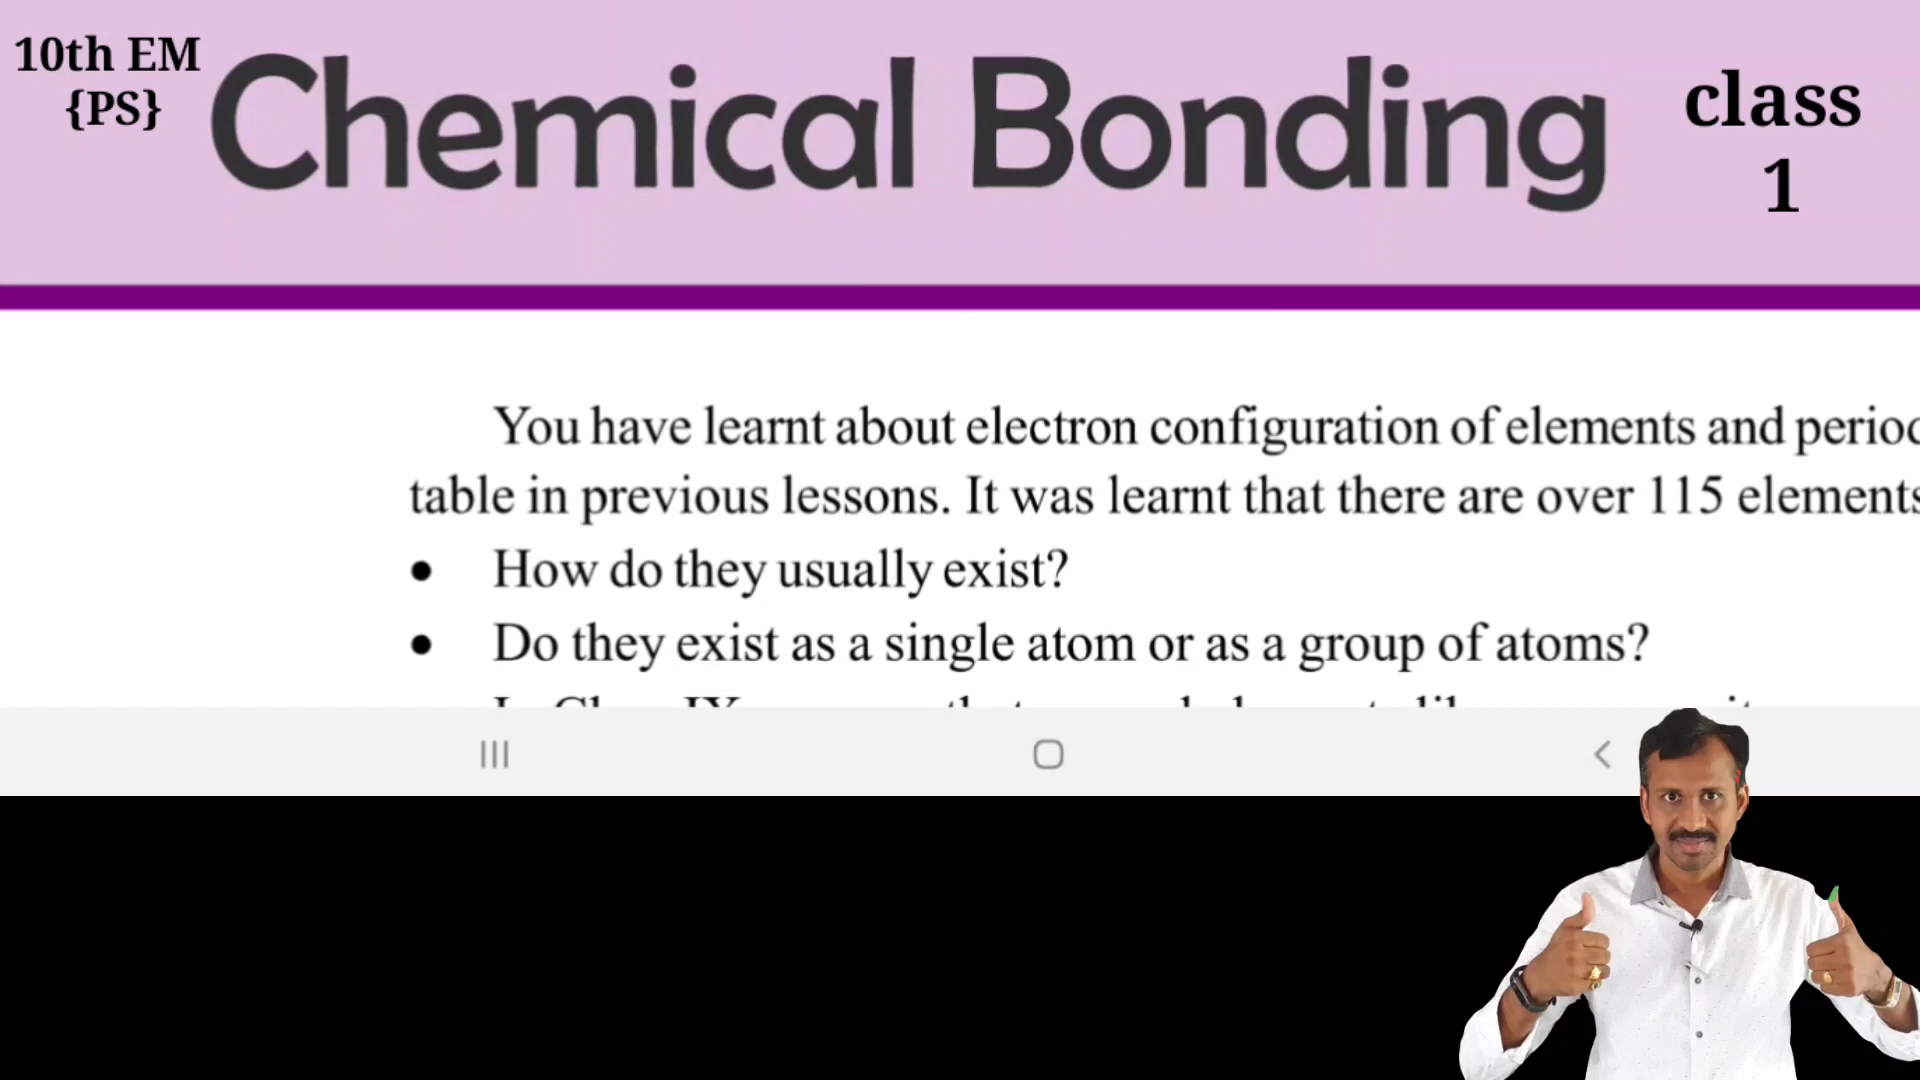 10th EM
{PS}
Chemical Bonding
class
1
You have learnt about electron configuration of elements and
table in previous lessons. It was learnt that there are over 115 elements
• How do they usually exist?
• Do they exist as a single atom or as a group of atoms?